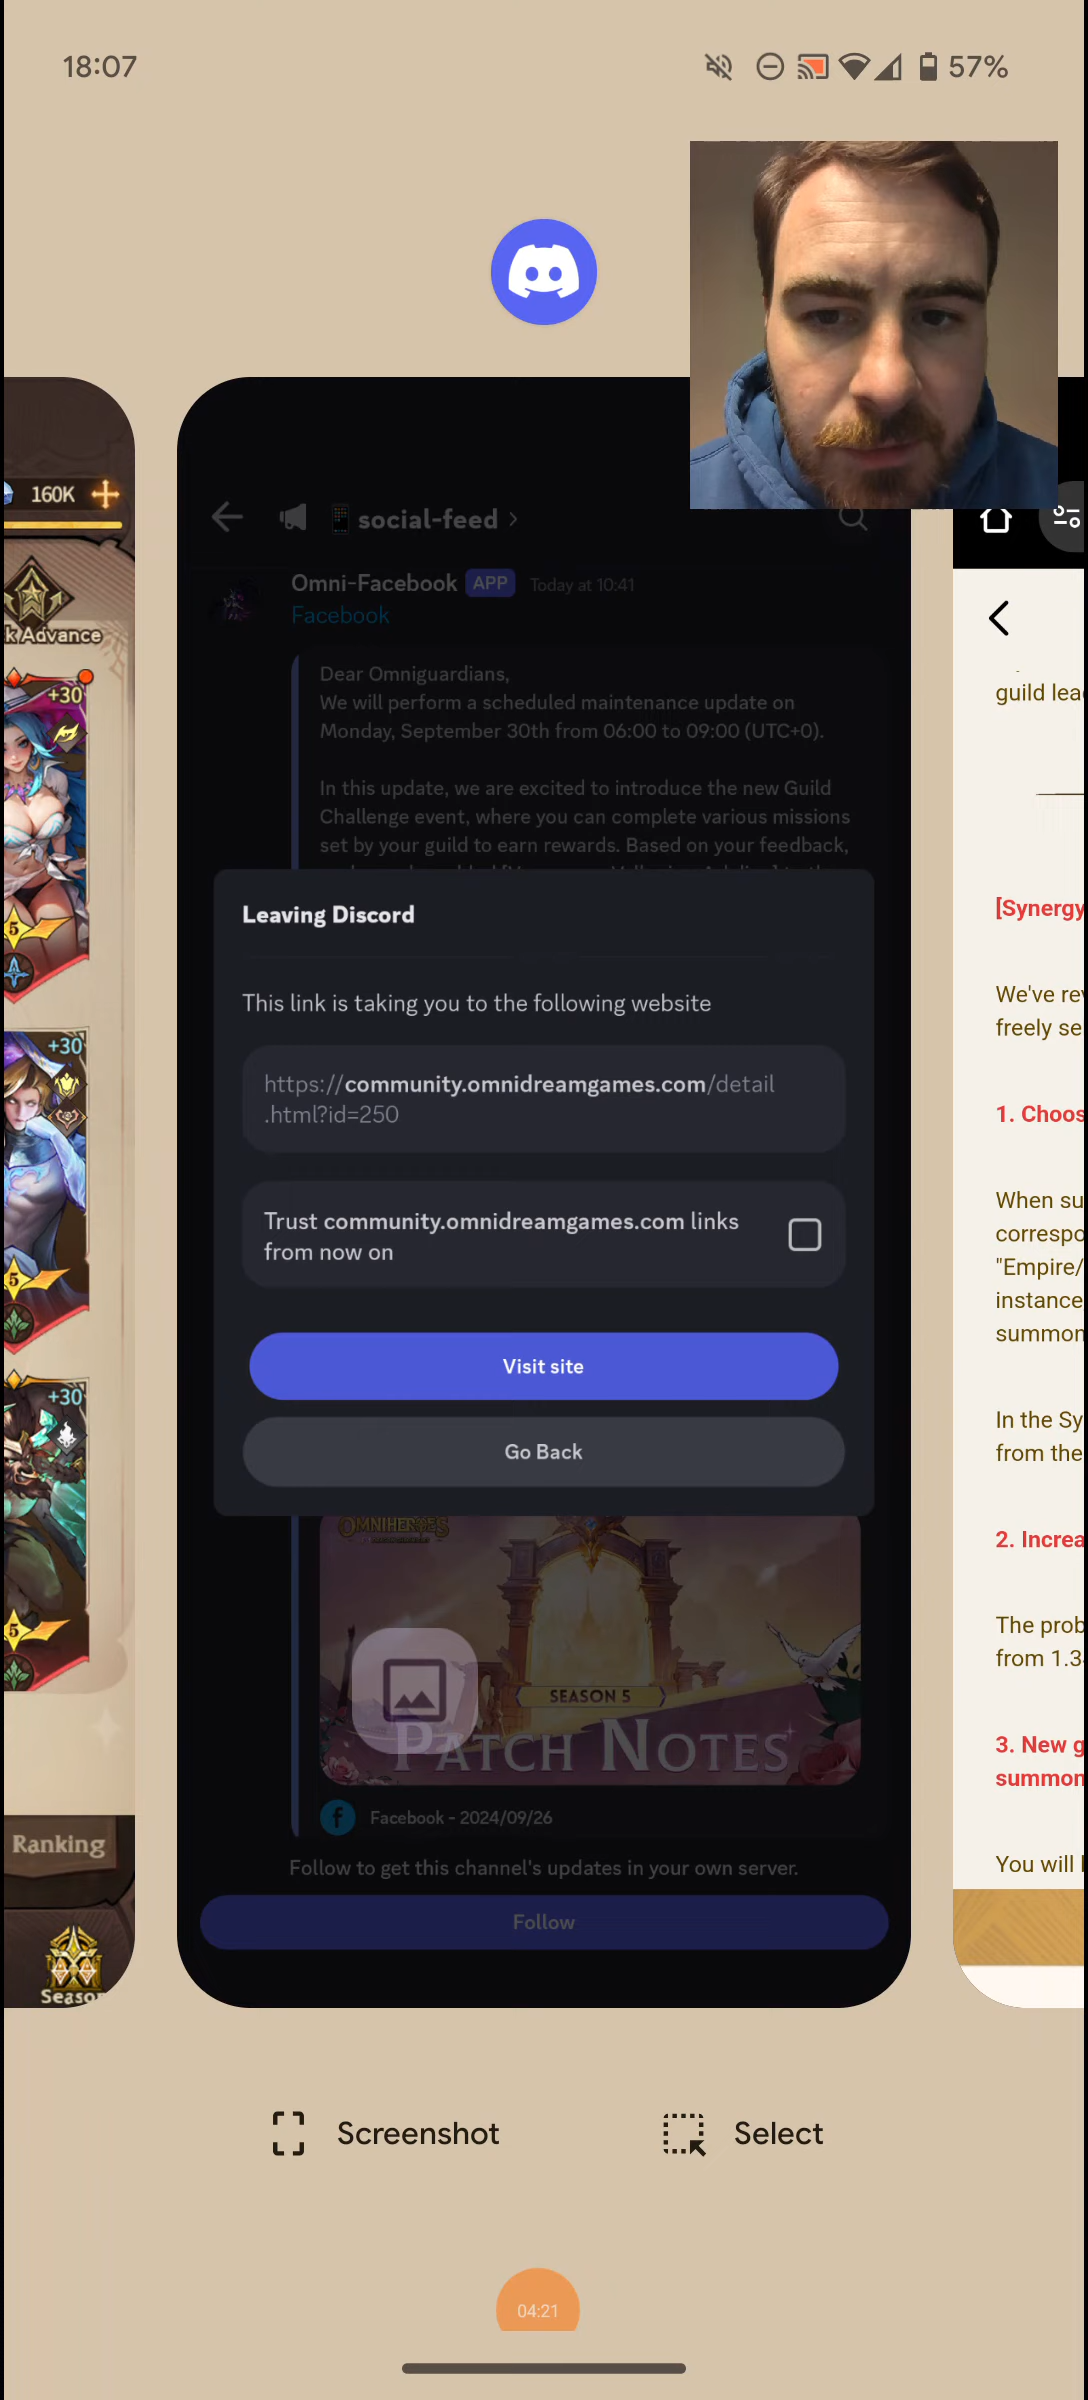 18:07
57%
160K
k Advance
+30
5
+30
5
+30
5
Ranking
Season
social-feed
Omni-Facebook APP Today at 10:41
Facebook
Dear Omniguardians,
We will perform a scheduled maintenance update on
Monday, September 30th from 06:00 to 09:00 (UTC+0).
In this update, we are excited to introduce the new Guild
Challenge event, where you can complete various missions
set by your guild to earn rewards. Based on your feedback,
Leaving Discord
This link is taking you to the following website
https://community.omnidreamgames.com/detail
.html?id=250
Trust community.omnidreamgames.com links
from now on
Visit site
Go Back
OMNIHEROES
SEASON 5
PATCH NOTES
Facebook - 2024/09/26
Follow to get this channel's updates in your own server.
Follow
guild lea
[Synergy
We've rev
freely se
1. Choos
When su
correspo
"Empire/
instance
summon
In the Sy
from the
2. Increa
The prob
from 1.3
3. New g
summon
You will
Screenshot
Select
04:21